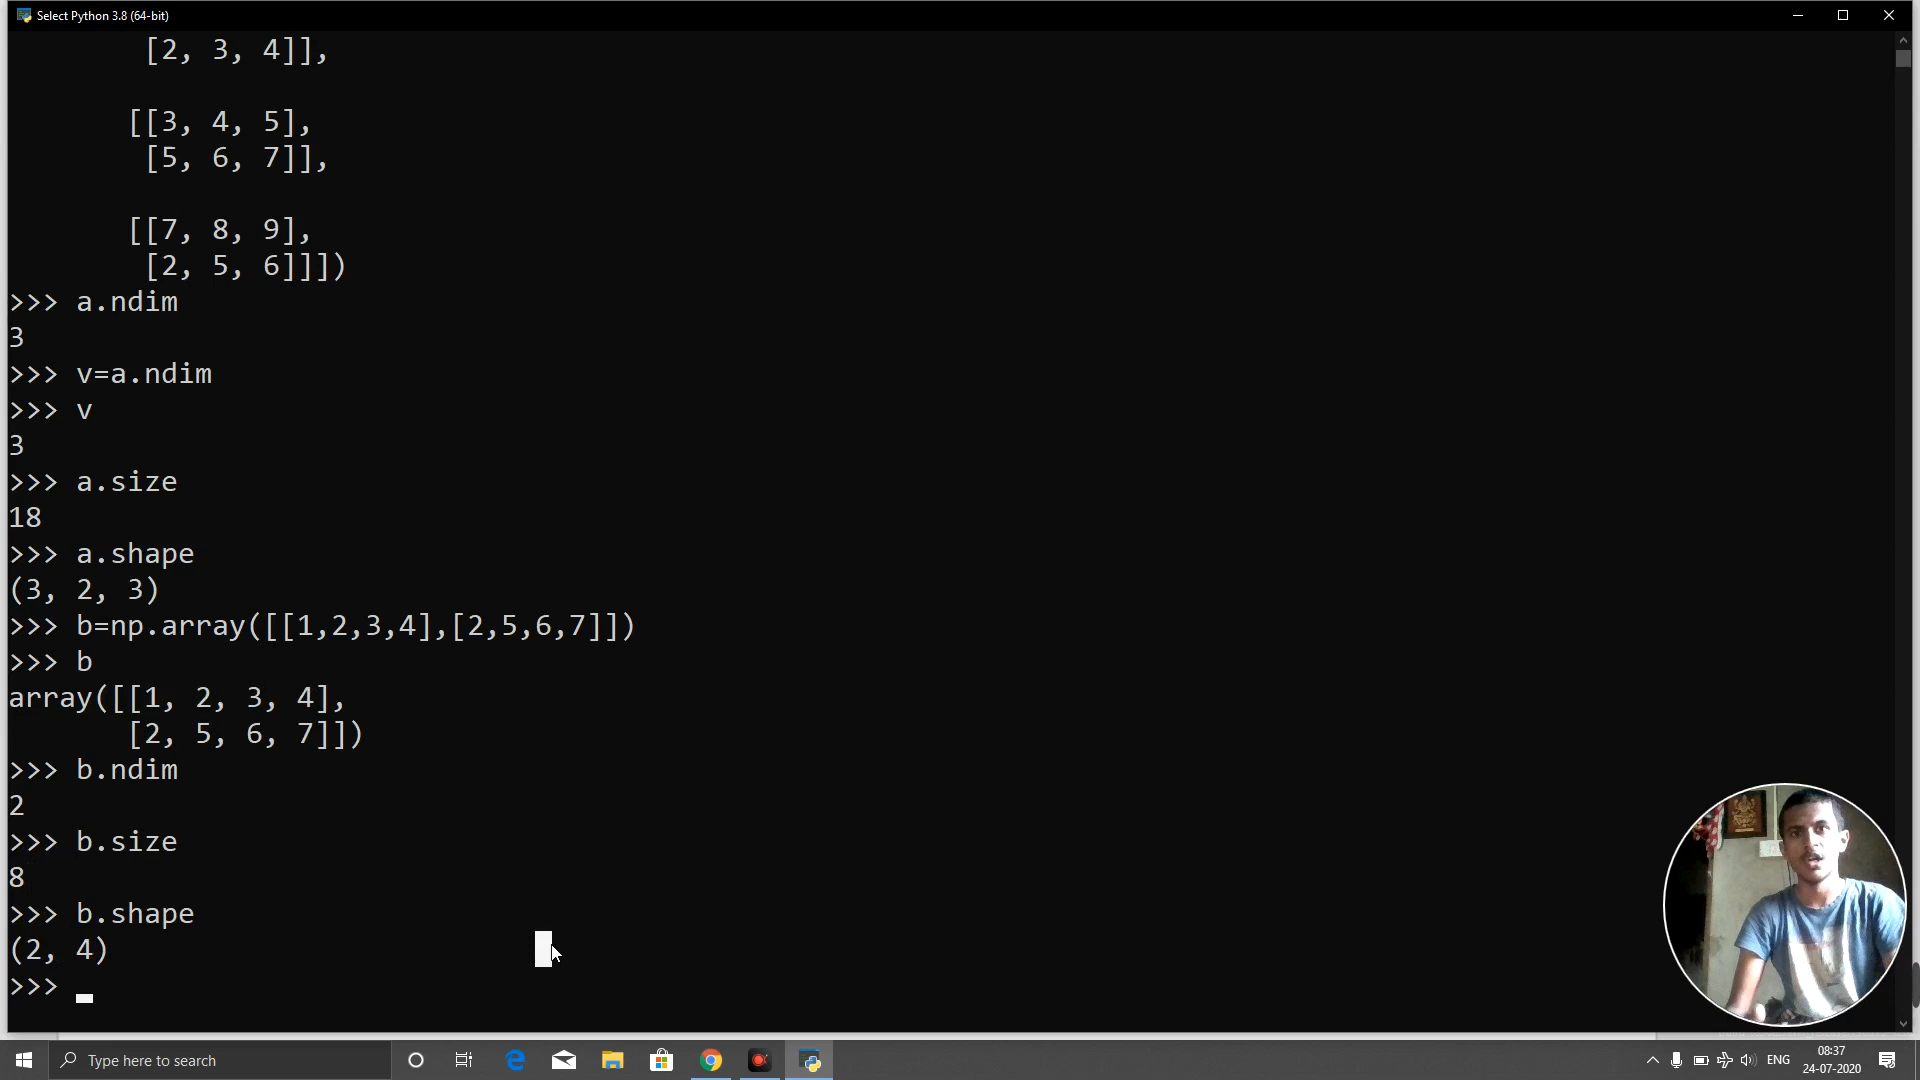 Select Python 3.8 (64-bit)
[2, 3, 4]],
[[3, 4, 5],
[5, 6, 7]],
[[7, 8, 9],
[2, 5, 6]]])
>>> a.ndim
3
>>> v=a.ndim
>>> v
3
>>> a.size
18
>>> a.shape
(3, 2, 3)
>>> b=np.array([[1,2,3,4],[2,5,6,7]])
>>> b
array([[1, 2, 3, 4],
[2, 5, 6, 7]])
>>> b.ndim
2
>>> b.size
8
>>> b.shape
(2, 4)
>>>
Type here to search
ENG
08:37
24-07-2020